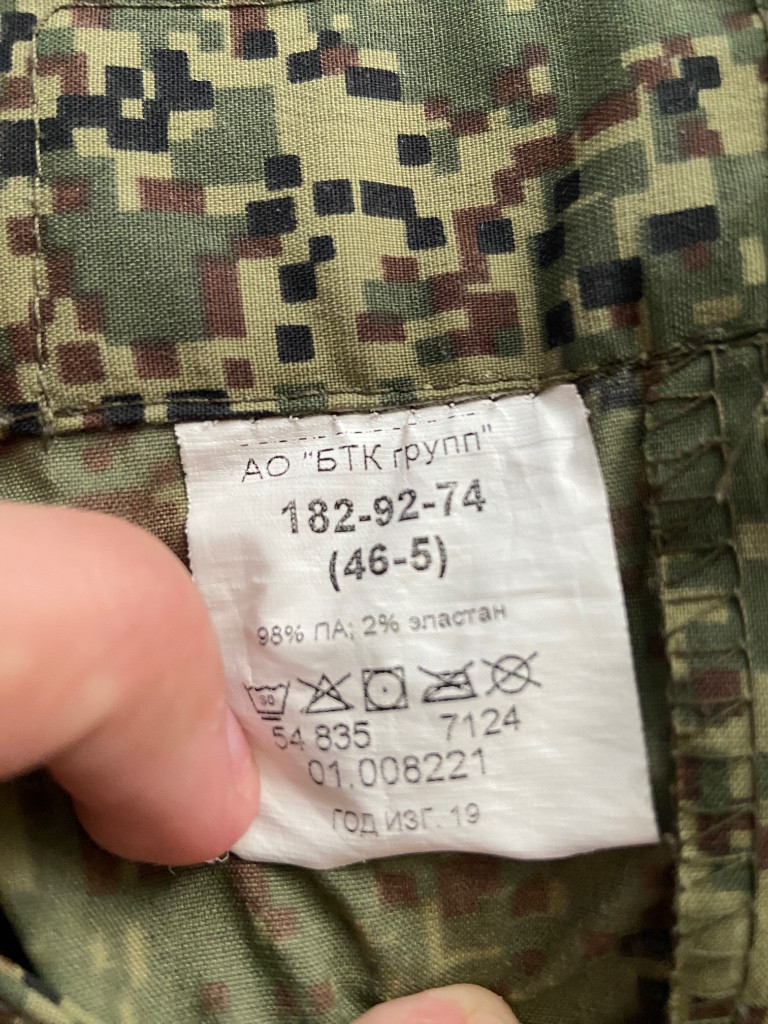 АО "БТК групп"
182-92-74
(46-5)
98% ПА; 2% эластан
54 835 7124
01.008221
ГОД ИЗГ. 19